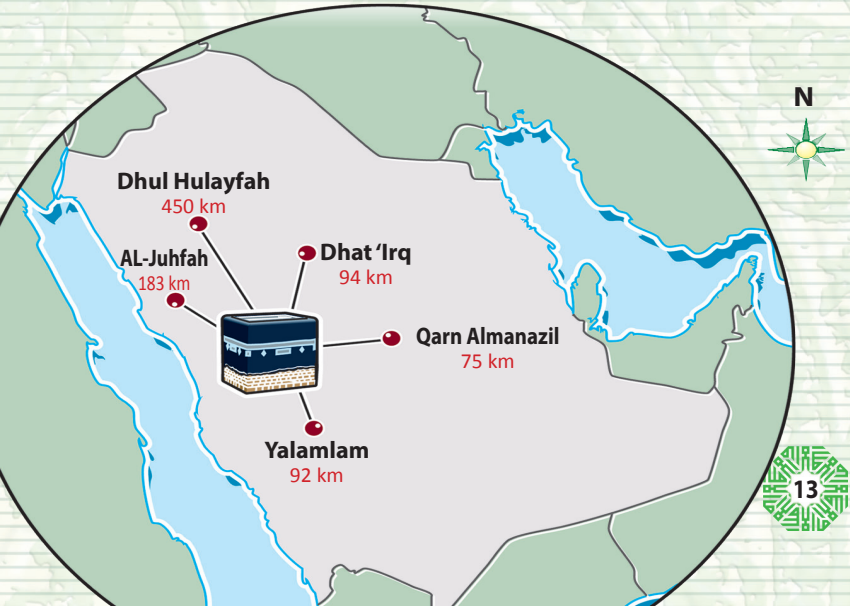 N
Dhul Hulayfah
450 km
AL-Juhfah
183 km
Dhat ‘Irq
94 km
Qarn Almanazil
75 km
Yalamlam
92 km
13